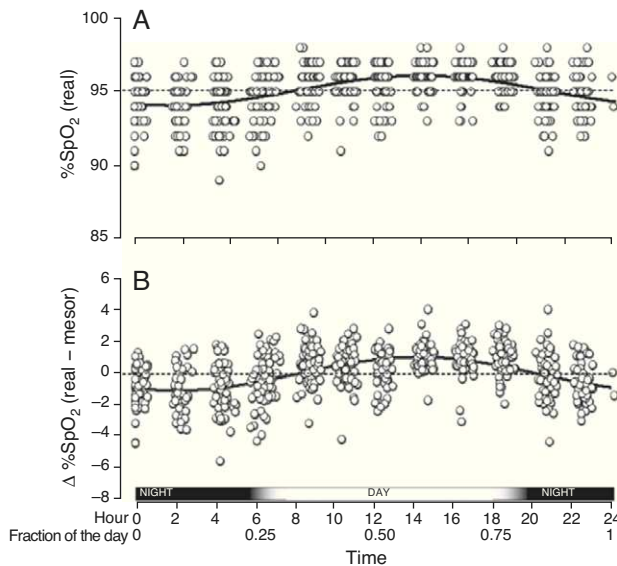 A
100
95
90
85
%SpO₂ (real)
B
6
4
2
0
−2
−4
−6
−8
Δ %SpO₂ (real − mesor)
NIGHT DAY NIGHT
Hour 0 2 4 6 8 10 12 14 16 18 20 22 24
Fraction of the day 0 0.25 0.50 0.75 1
Time